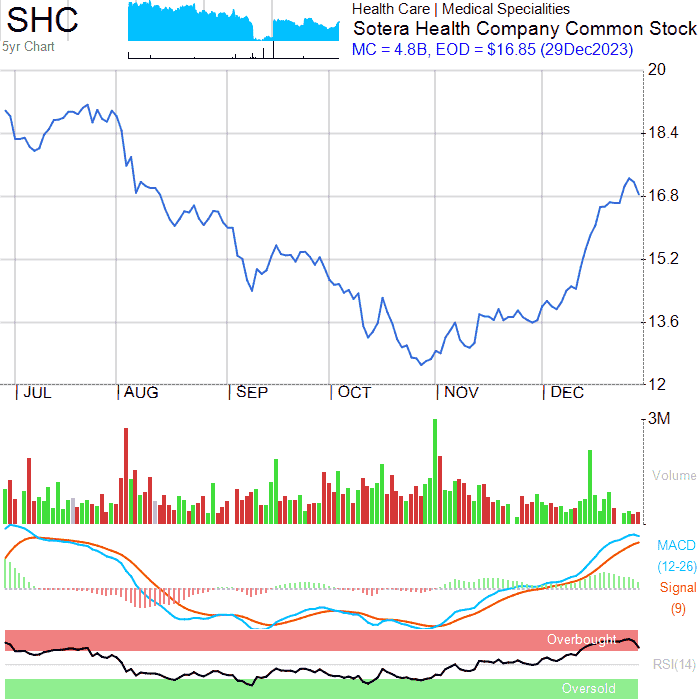 SHC
5yr Chart
Health Care | Medical Specialities
Sotera Health Company Common Stock
MC = 4.8B, EOD = $16.85 (29Dec2023)
20
18.4
16.8
15.2
13.6
12
JUL AUG SEP OCT NOV DEC
3M
Volume
MACD
(12-26)
Signal
(9)
Overbought
RSI(14)
Oversold